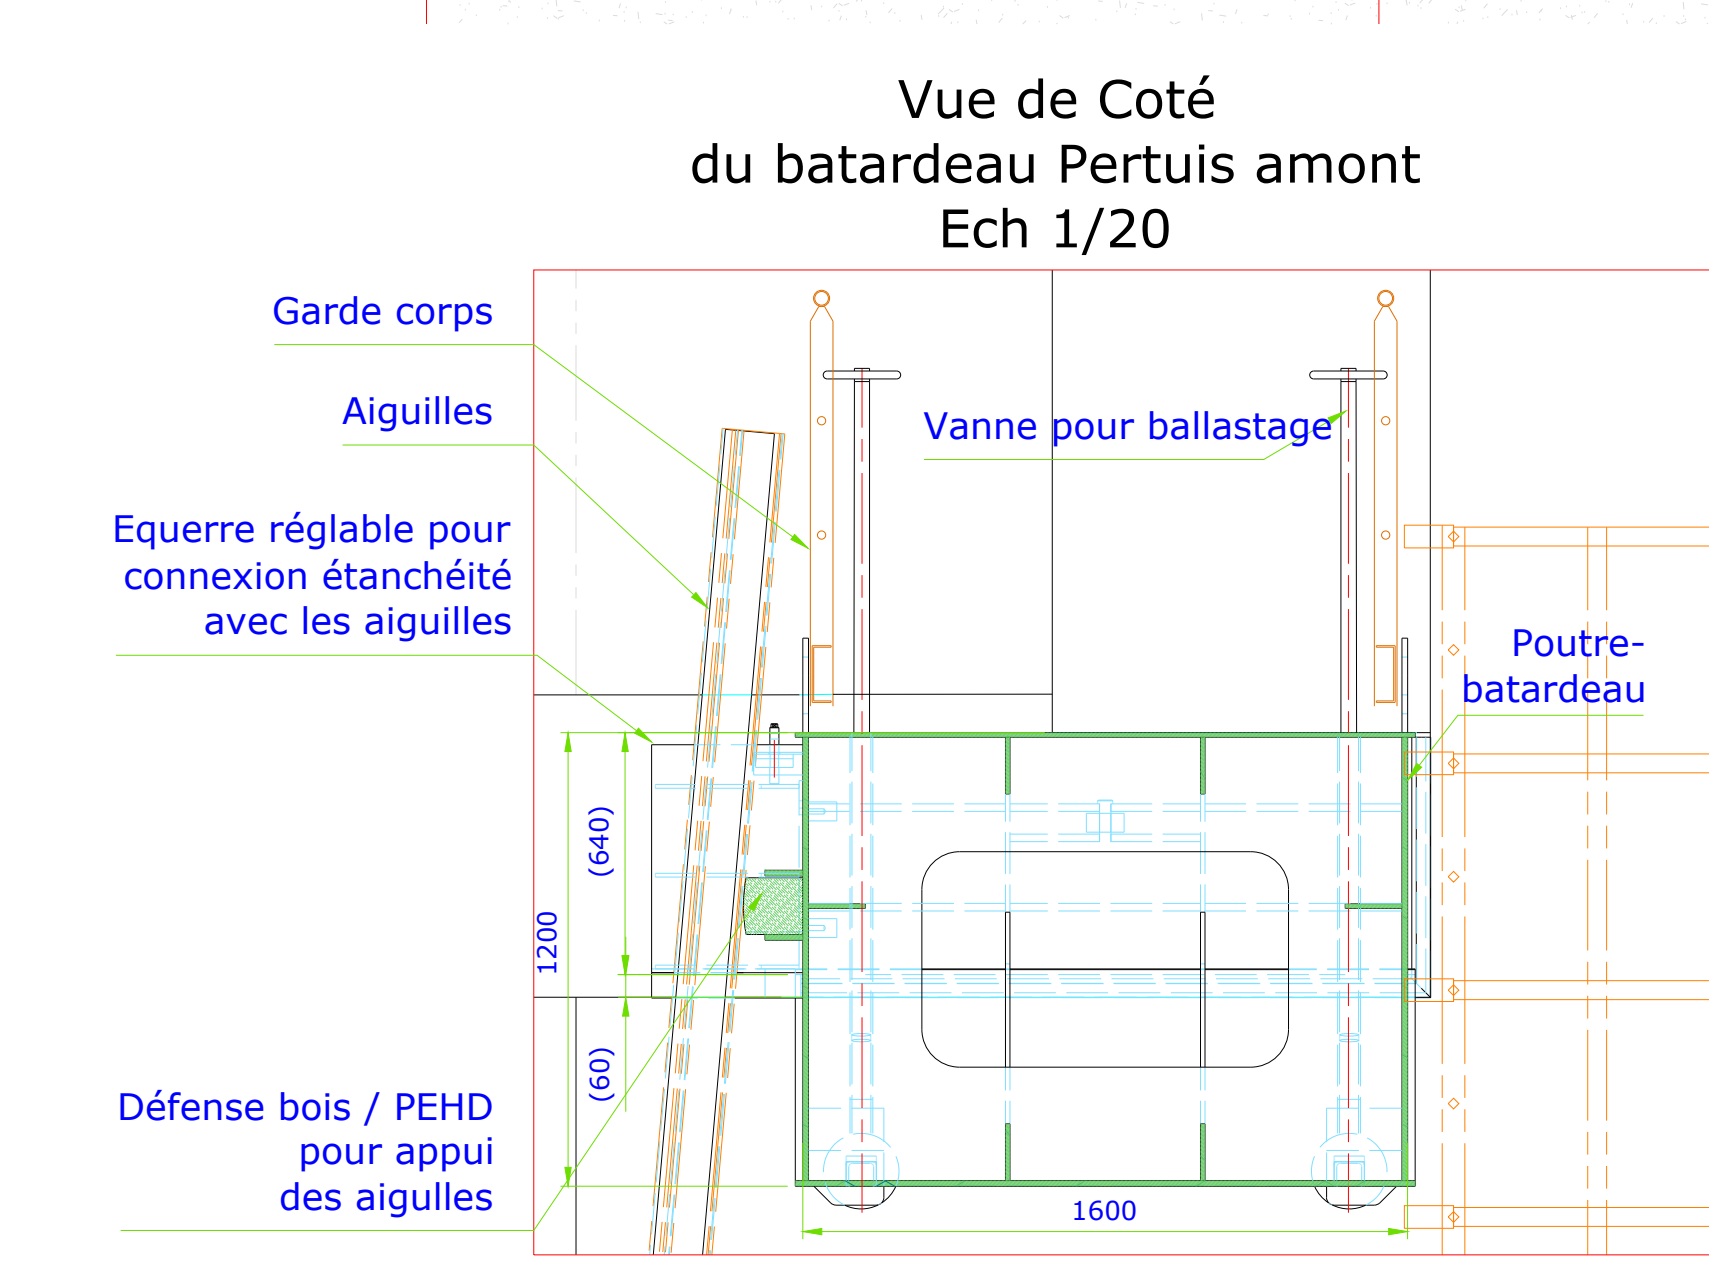 Vue de Coté
du batardeau Pertuis amont
Ech 1/20
Garde corps
Aiguilles
Vanne pour ballastage
Equerre réglable pour
connexion étanchéité
avec les aiguilles
Poutre-
batardeau
(640)
1200
(60)
Défense bois / PEHD
pour appui
des aigulles
1600